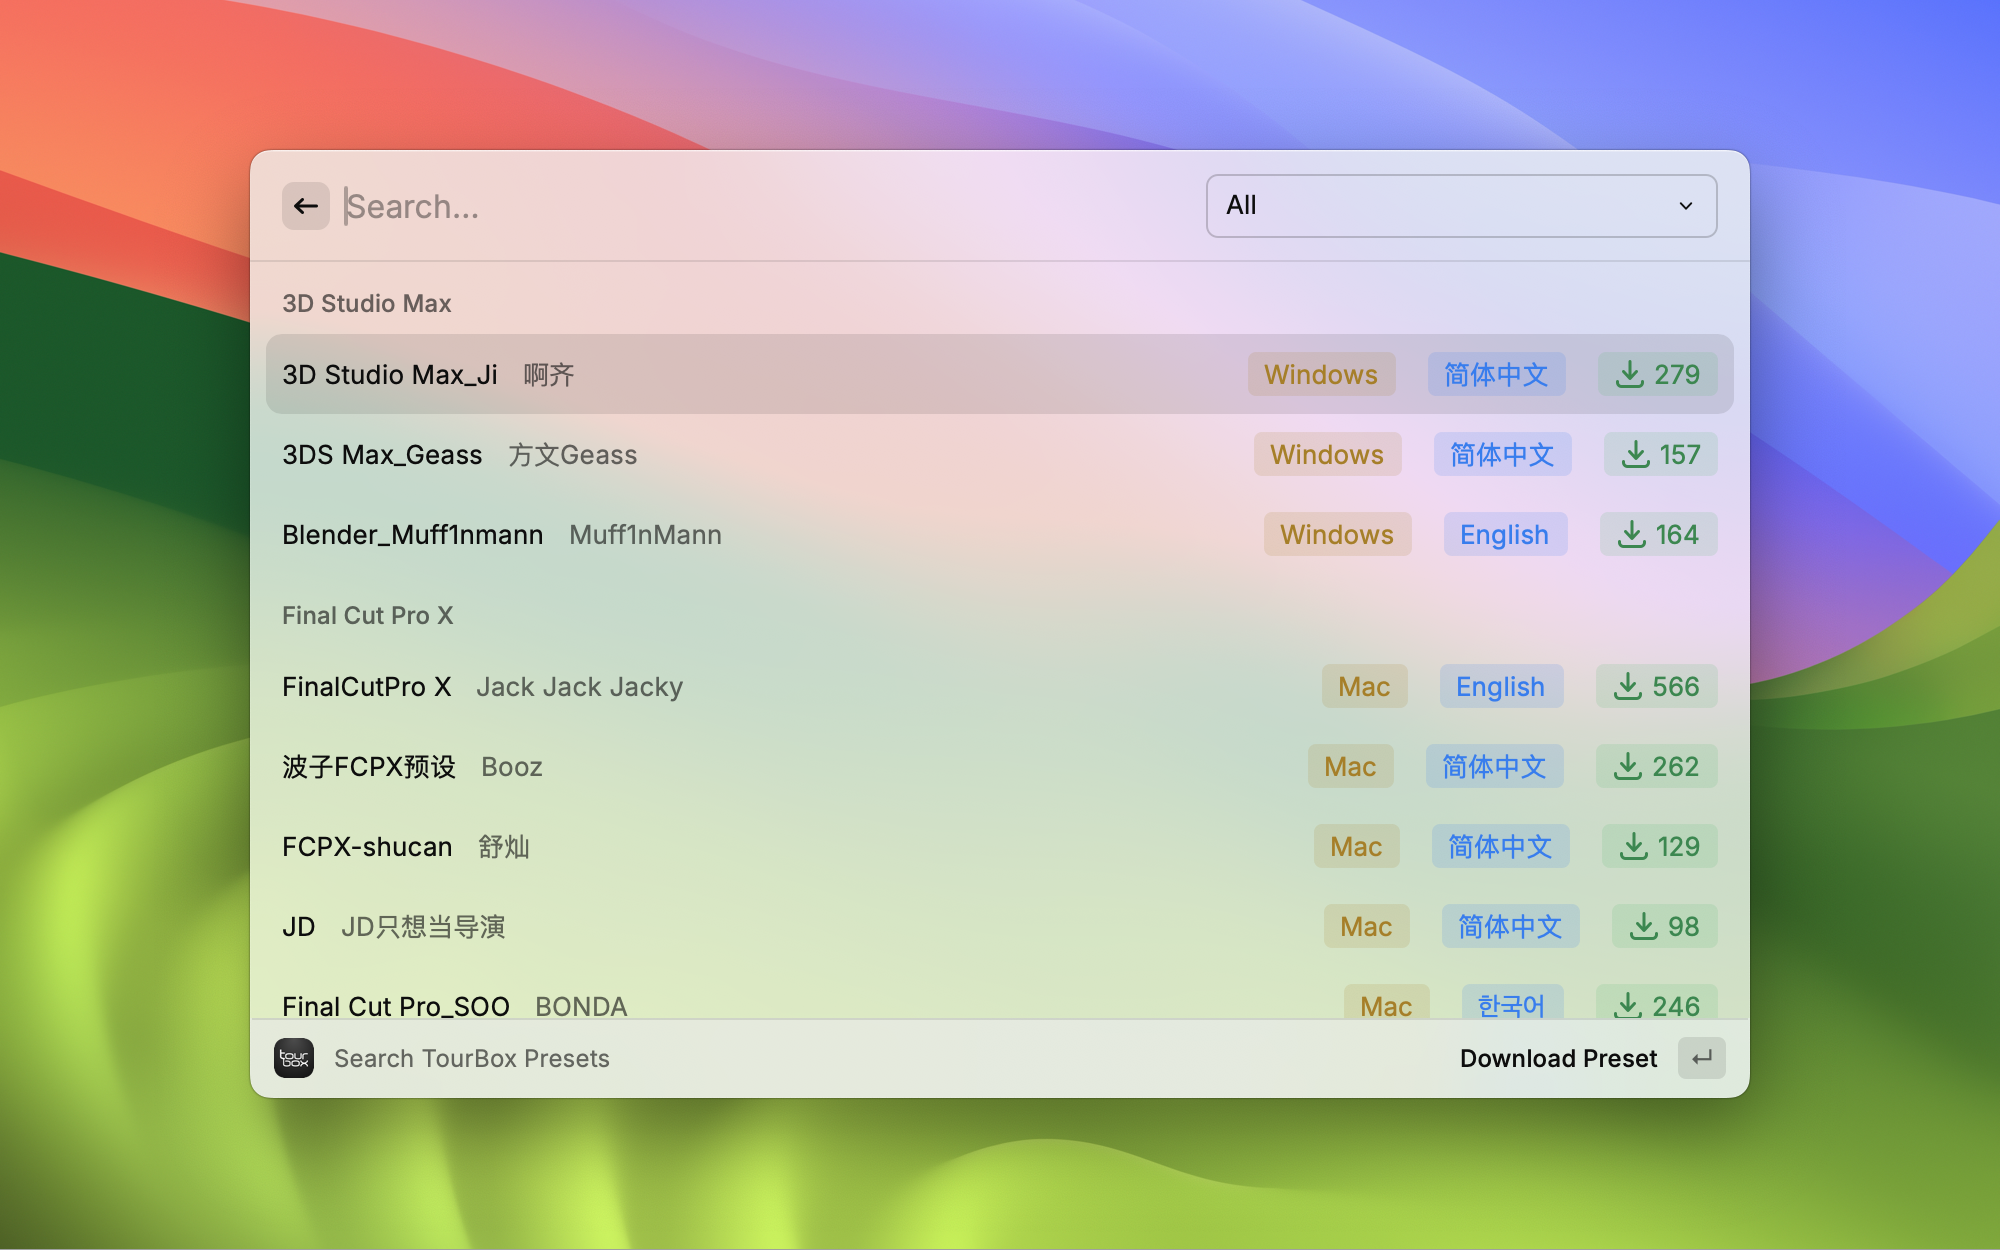 Search...
All
3D Studio Max
3D Studio Max_Ji 啊齐 Windows 简体中文 279
3DS Max_Geass 方文Geass Windows 简体中文 157
Blender_Muff1nmann Muff1nMann Windows English 164
Final Cut Pro X
FinalCutPro X Jack Jack Jacky Mac English 566
波子FCPX预设 Booz Mac 简体中文 262
FCPX-shucan 舒灿 Mac 简体中文 129
JD JD只想当导演 Mac 简体中文 98
Final Cut Pro_SOO BONDA Mac 한국어 246
tour box Search TourBox Presets Download Preset